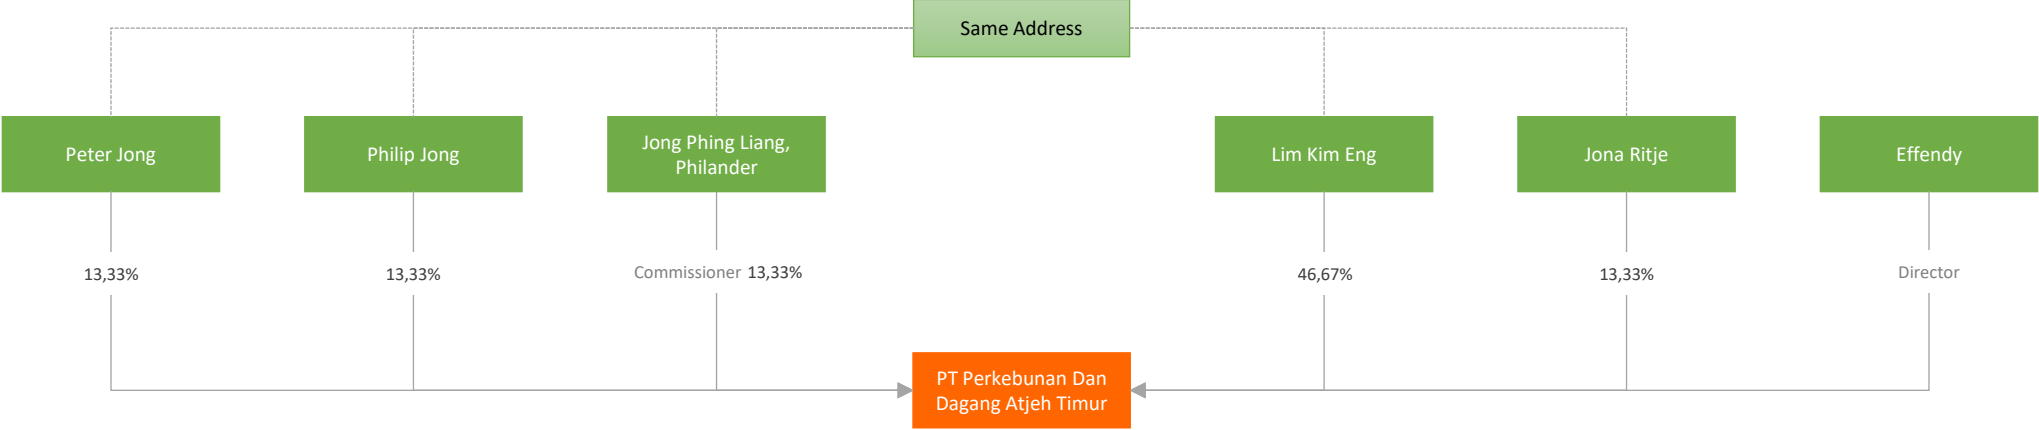 Same Address
Peter Jong
Philip Jong
Jong Phing Liang,
Philander
Lim Kim Eng
Jona Ritje
Effendy
13,33%
13,33%
Commissioner 13,33%
46,67%
13,33%
Director
PT Perkebunan Dan
Dagang Atjeh Timur